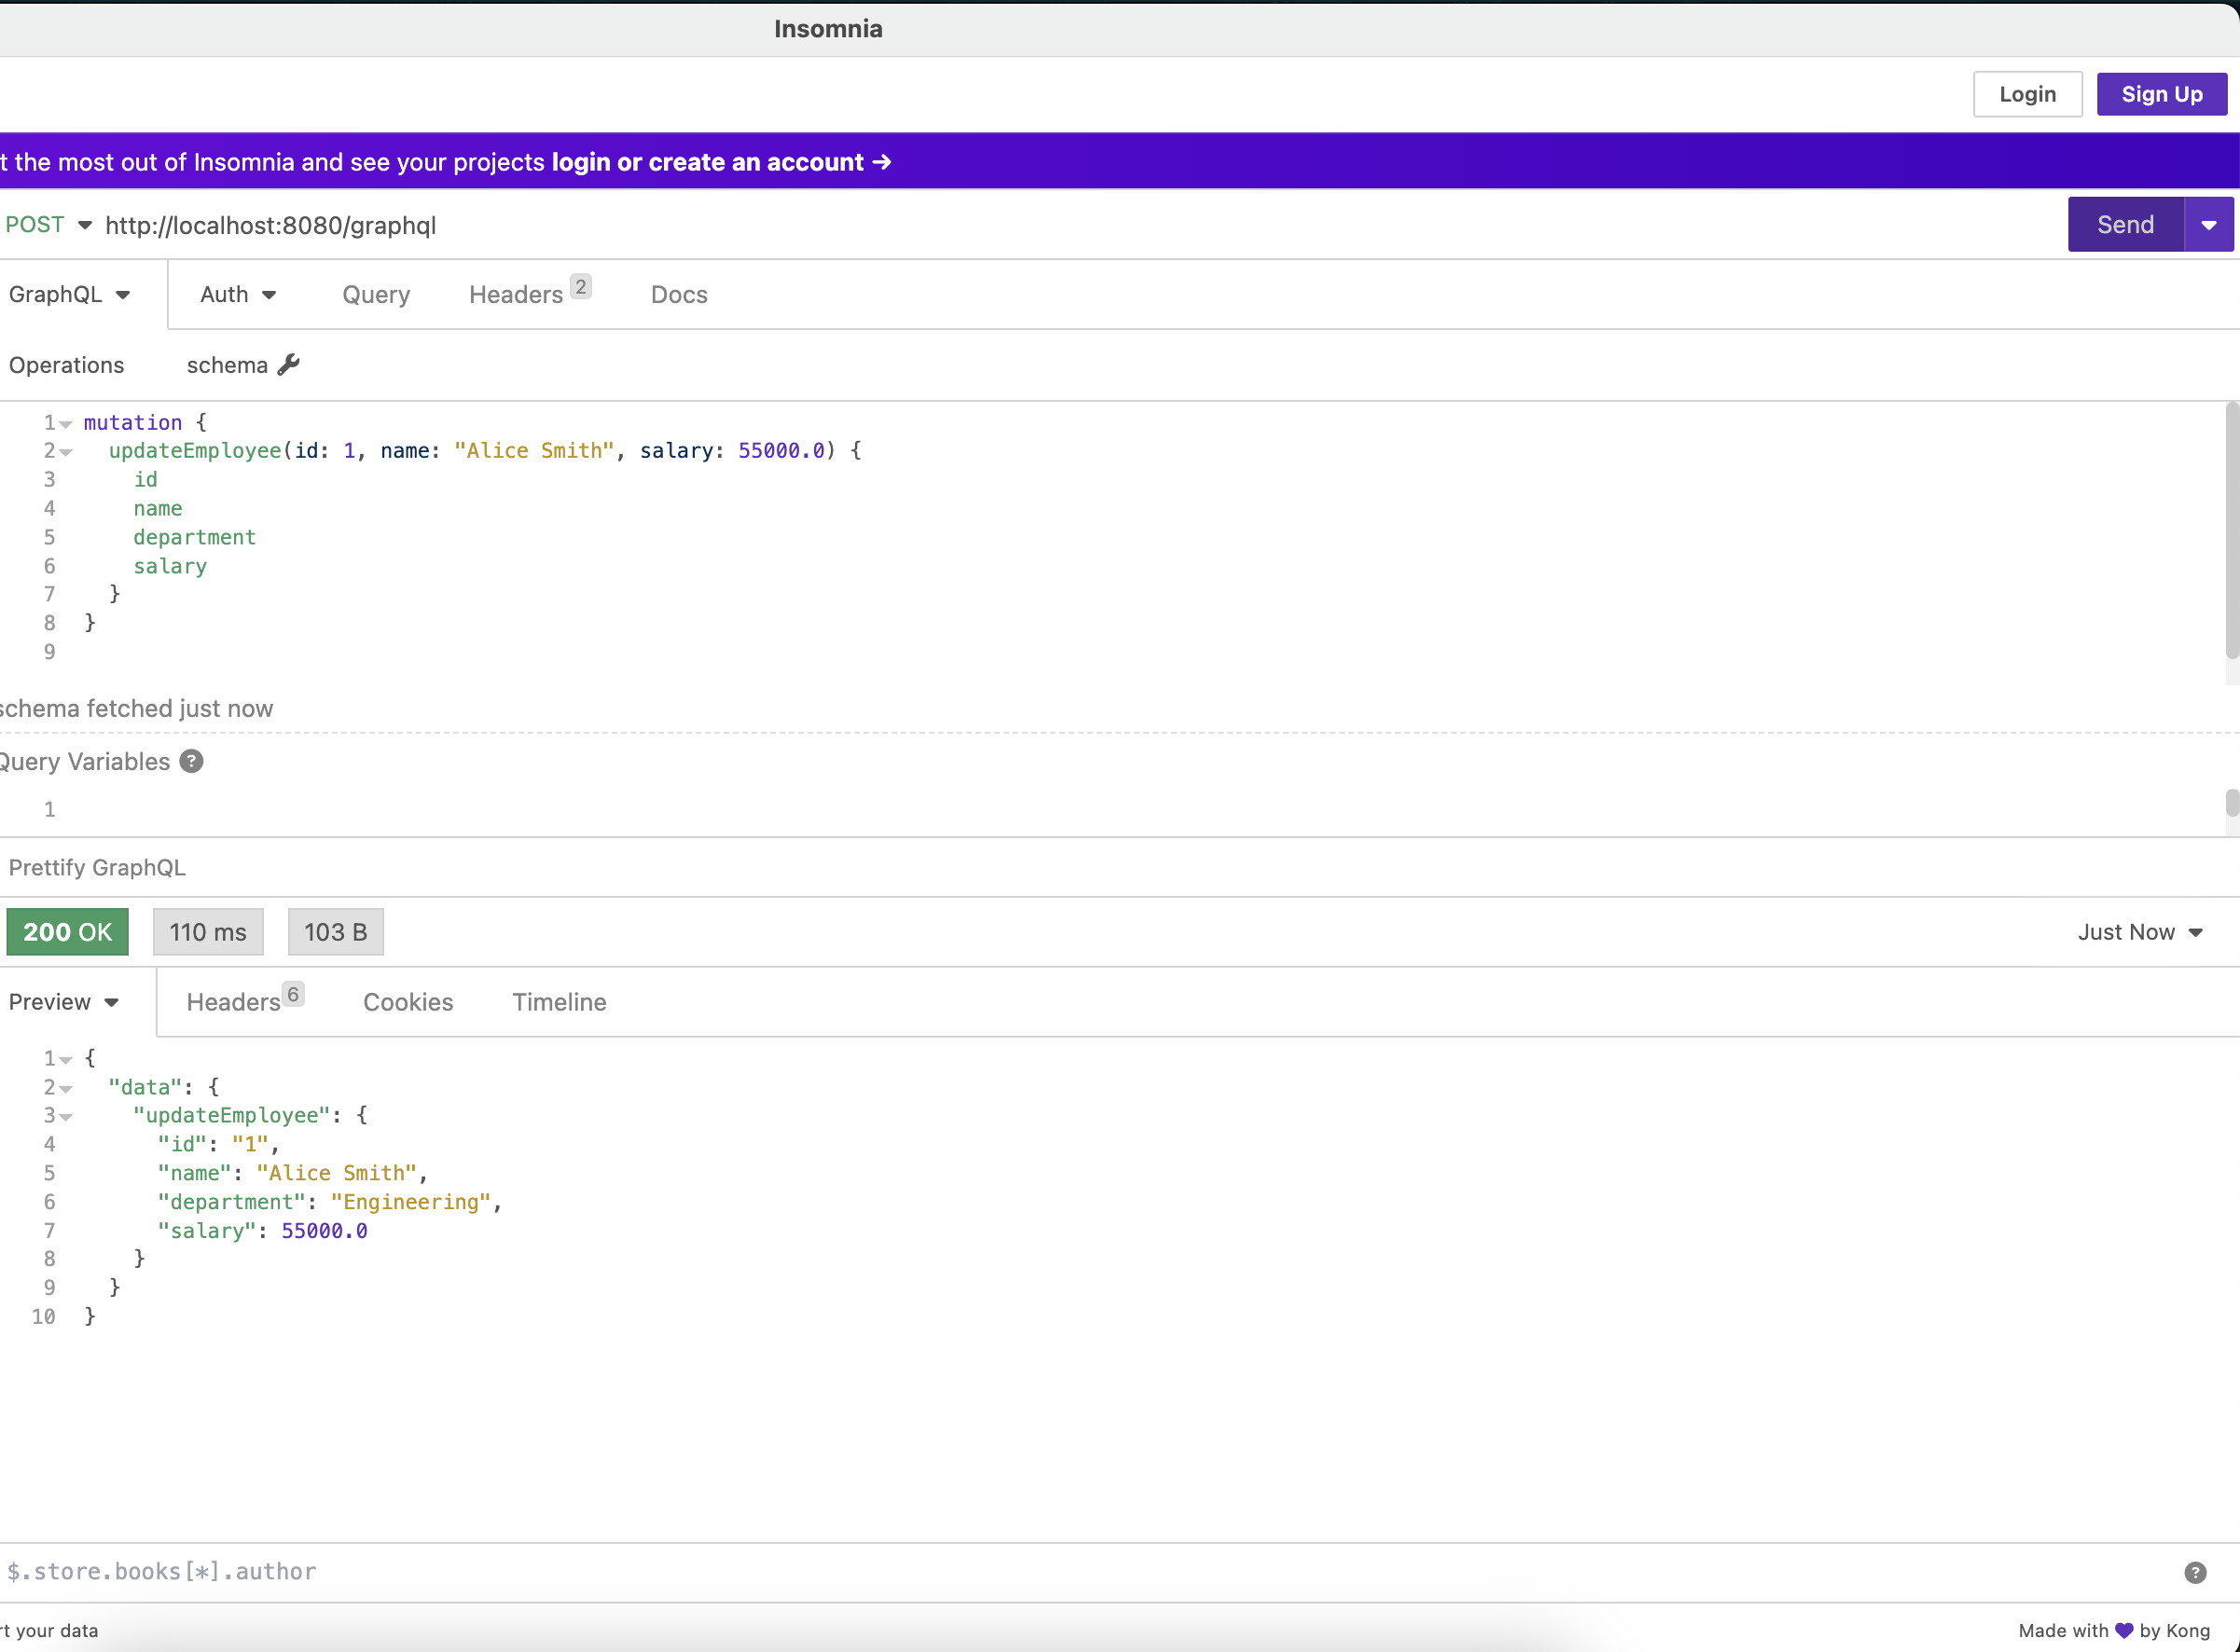 Insomnia
Login Sign Up
t the most out of Insomnia and see your projects login or create an account →
POST http://localhost:8080/graphql Send
GraphQL Auth Query Headers 2 Docs
Operations schema
1 mutation {
2 updateEmployee(id: 1, name: "Alice Smith", salary: 55000.0) {
3 id
4 name
5 department
6 salary
7 }
8 }
9
schema fetched just now
Query Variables ?
1
Prettify GraphQL
200 OK 110 ms 103 B Just Now
Preview Headers 6 Cookies Timeline
1 {
2 "data": {
3 "updateEmployee": {
4 "id": "1",
5 "name": "Alice Smith",
6 "department": "Engineering",
7 "salary": 55000.0
8 }
9 }
10 }
$.store.books[*].author ?
rt your data Made with 💜 by Kong